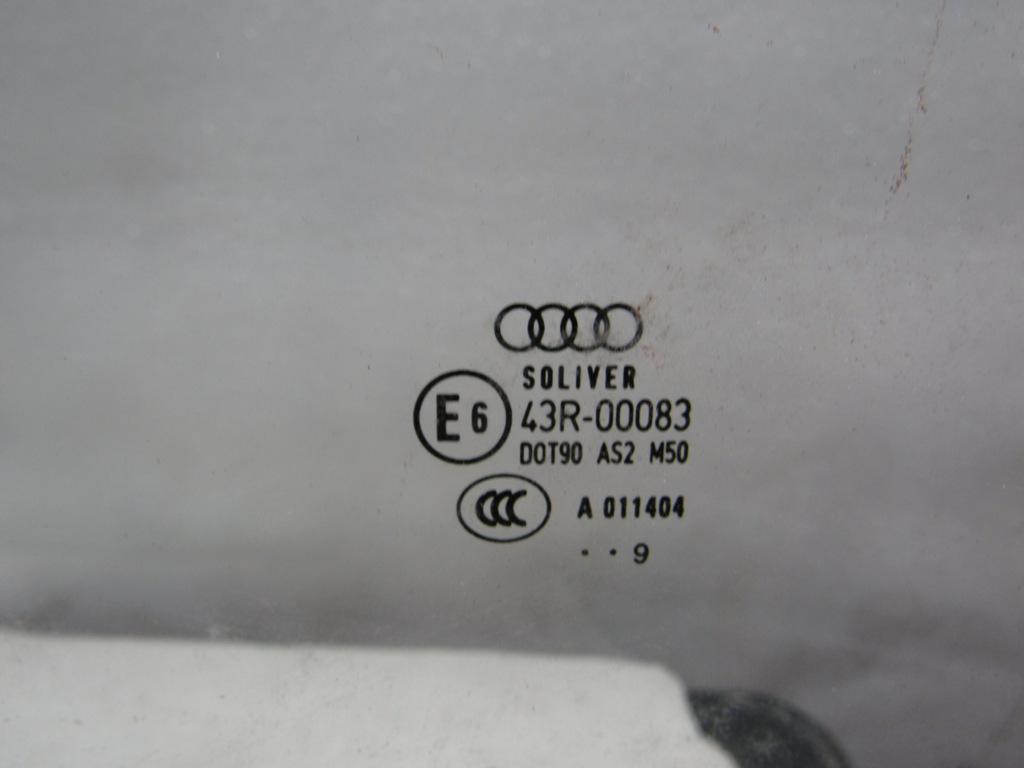 SOLIVER
E6 43R-00083
DOT90 AS2 M50
CCC A 011404
· · 9